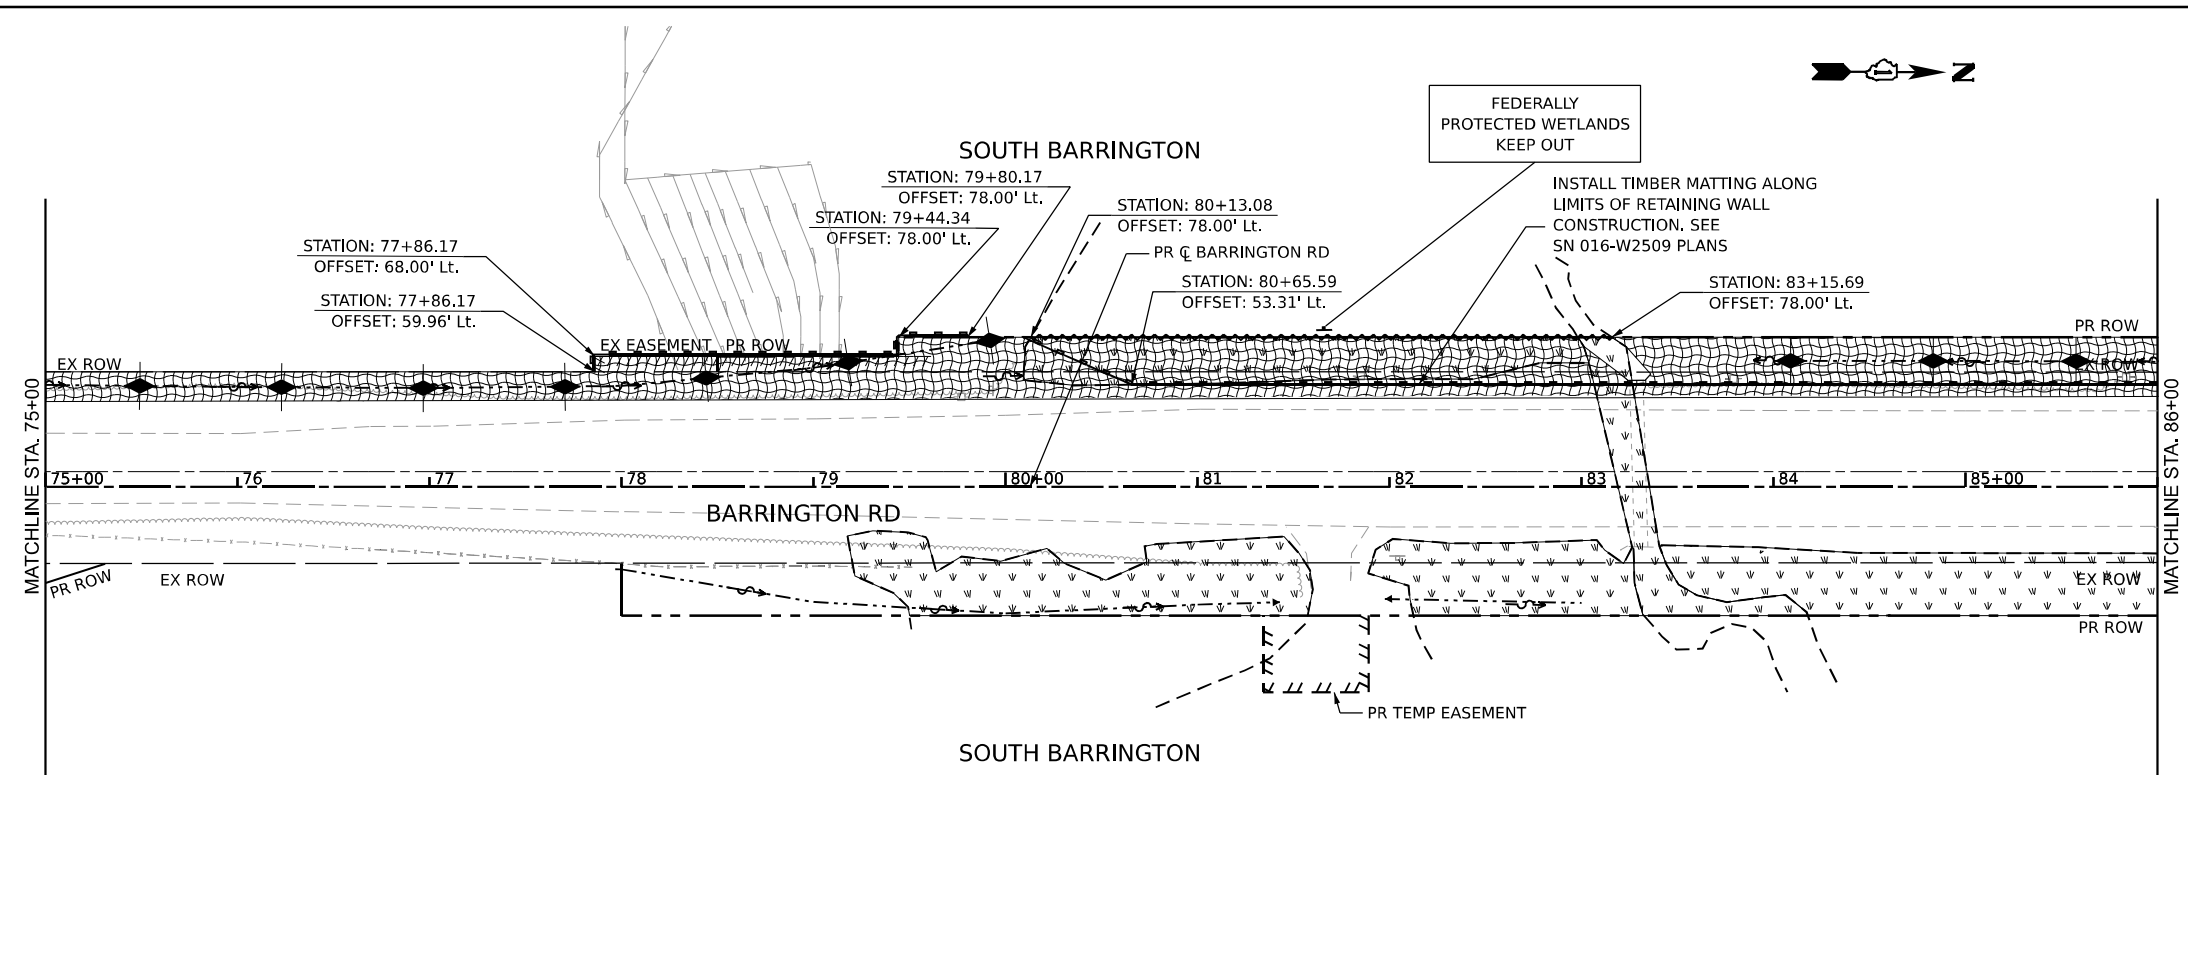 N
FEDERALLY
PROTECTED WETLANDS
KEEP OUT
SOUTH BARRINGTON
STATION: 79+80.17
OFFSET: 78.00' Lt.
STATION: 79+44.34
OFFSET: 78.00' Lt.
STATION: 80+13.08
OFFSET: 78.00' Lt.
INSTALL TIMBER MATTING ALONG
LIMITS OF RETAINING WALL
CONSTRUCTION. SEE
SN 016-W2509 PLANS
STATION: 77+86.17
OFFSET: 68.00' Lt.
PR ℄ BARRINGTON RD
STATION: 77+86.17
OFFSET: 59.96' Lt.
STATION: 80+65.59
OFFSET: 53.31' Lt.
STATION: 83+15.69
OFFSET: 78.00' Lt.
PR ROW
EX EASEMENT
PR ROW
EX ROW
EX ROW
MATCHLINE STA. 75+00
75+00
76
77
78
79
80+00
81
82
83
84
85+00
MATCHLINE STA. 86+00
BARRINGTON RD
PR ROW
EX ROW
EX ROW
PR ROW
PR TEMP EASEMENT
SOUTH BARRINGTON